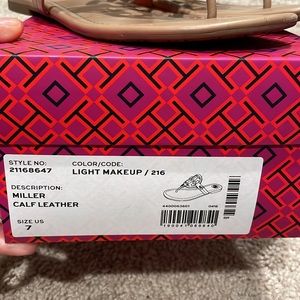 STYLE NO:
21168647
COLOR/CODE:
LIGHT MAKEUP / 216
DESCRIPTION:
MILLER
CALF LEATHER
SIZE US
7